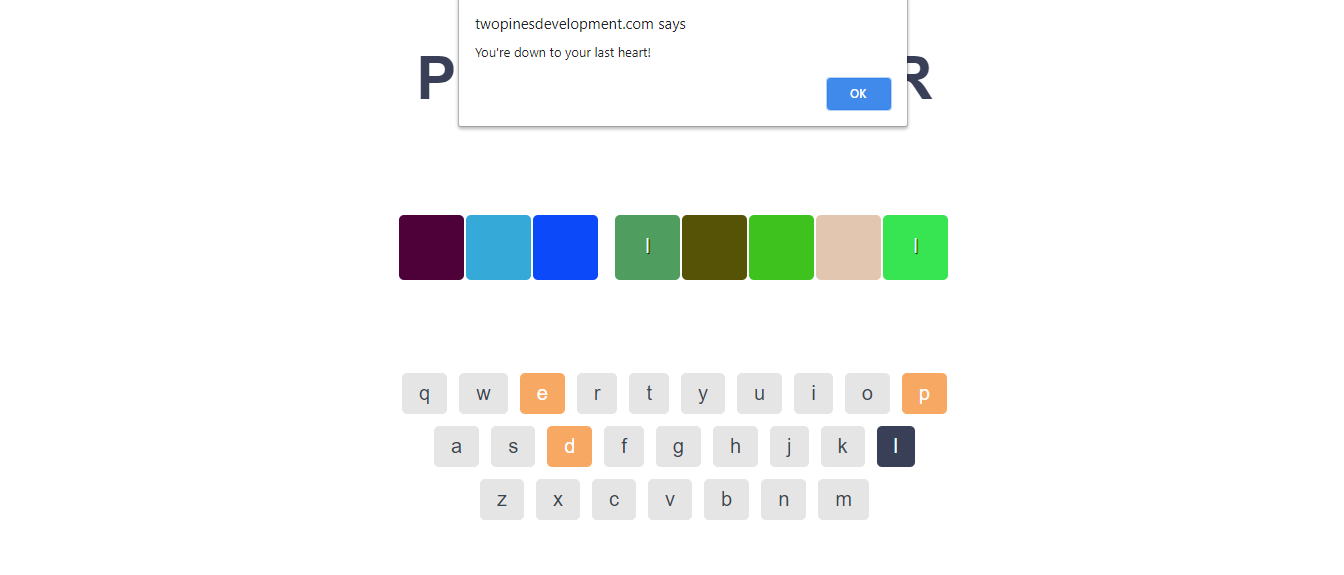 twopinesdevelopment.com says
You're down to your last heart!
OK
P R
l l
q w e r t y u i o p
a s d f g h j k l
z x c v b n m